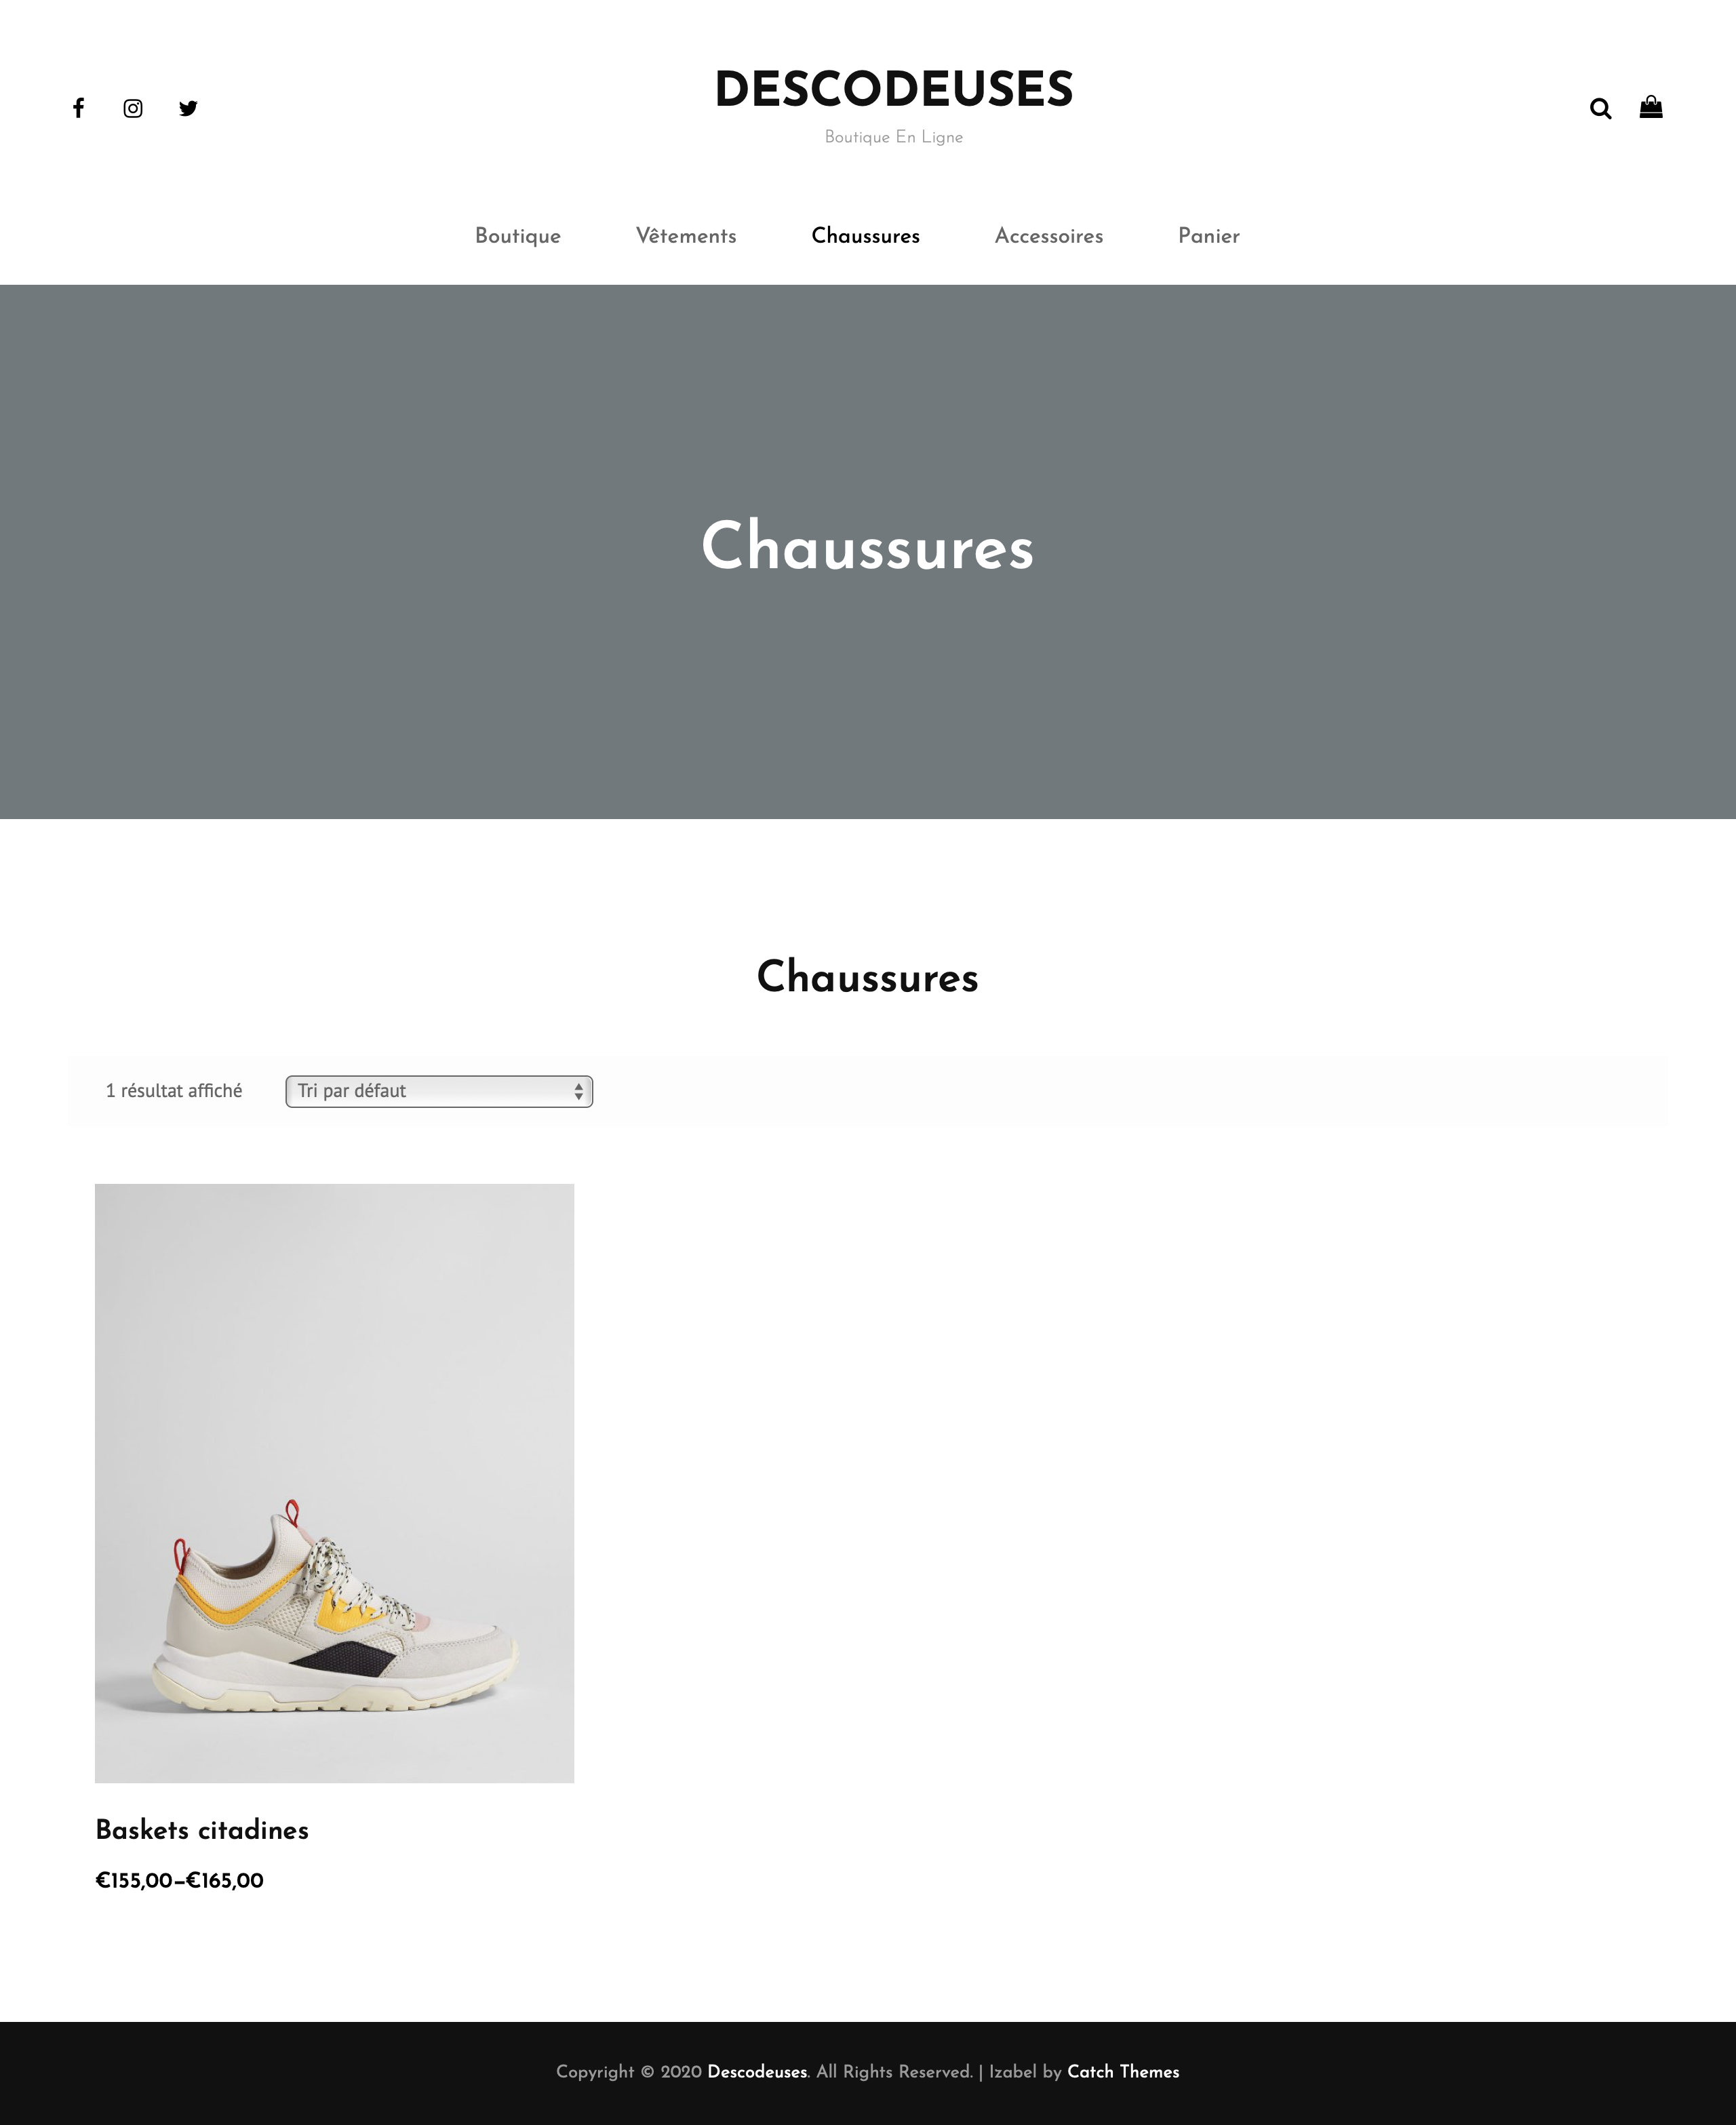 DESCODEUSES
Boutique En Ligne
Boutique Vêtements Chaussures Accessoires Panier
Chaussures
Chaussures
1 résultat affiché Tri par défaut
Baskets citadines
€155,00–€165,00
Copyright © 2020 Descodeuses. All Rights Reserved. | Izabel by Catch Themes